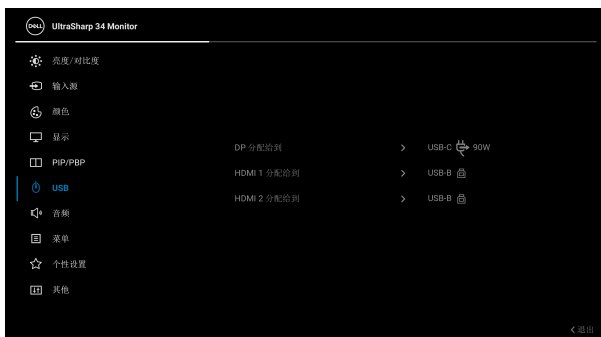 DELL UltraSharp 34 Monitor
亮度/对比度
输入源
颜色
显示
DP 分配给到 USB-C 90W
PIP/PBP
HDMI 1 分配给到 USB-B
USB
HDMI 2 分配给到 USB-B
音频
菜单
个性设置
其他
退出